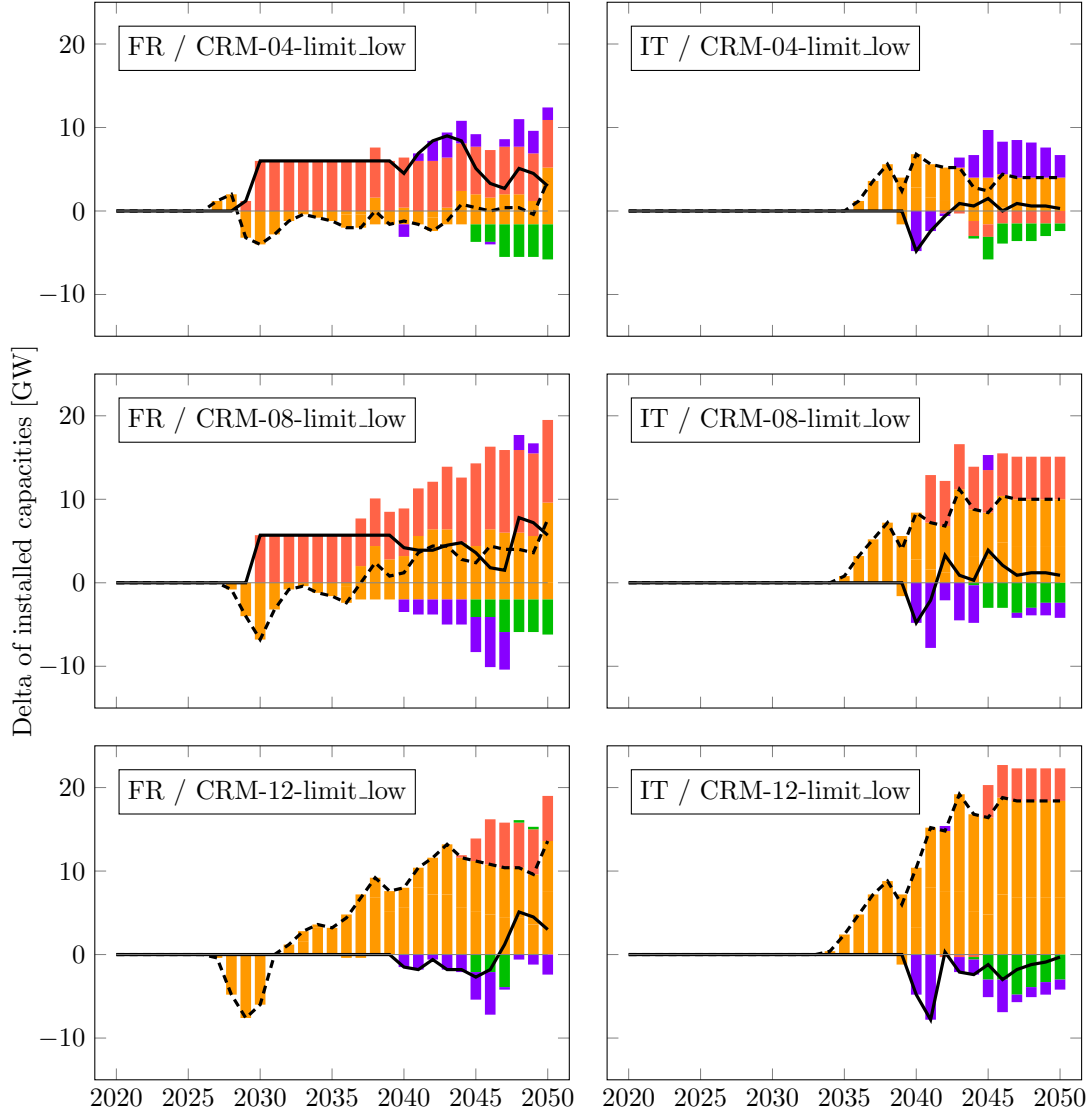 FR / CRM-04-limit_low
IT / CRM-04-limit_low
20
10
0
−10
FR / CRM-08-limit_low
IT / CRM-08-limit_low
20
10
0
−10
Delta of installed capacities [GW]
FR / CRM-12-limit_low
IT / CRM-12-limit_low
20
10
0
−10
2020 2025 2030 2035 2040 2045 2050 2020 2025 2030 2035 2040 2045 2050